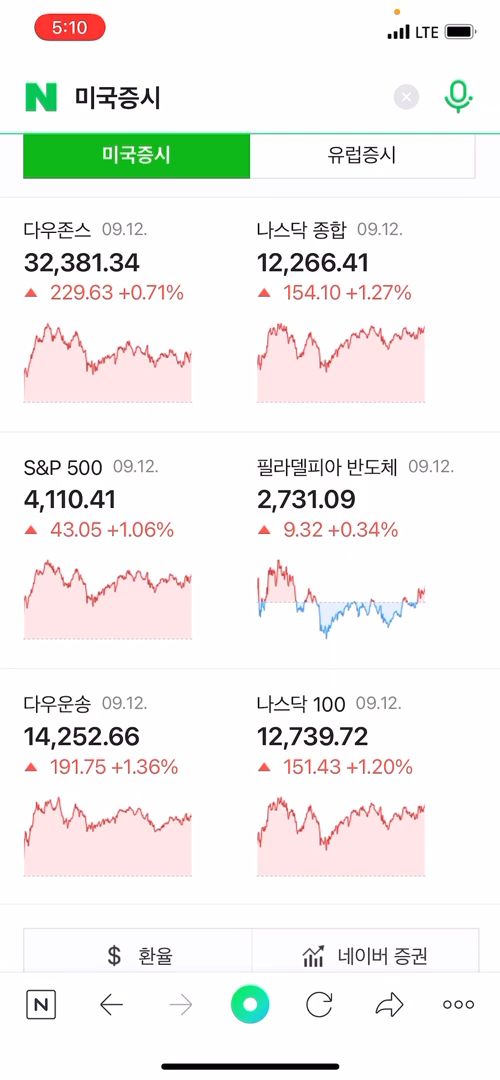 5:10 LTE
N 미국증시
미국증시 유럽증시
다우존스 09.12. 나스닥 종합 09.12.
32,381.34 12,266.41
▲ 229.63 +0.71% ▲ 154.10 +1.27%
S&P 500 09.12. 필라델피아 반도체 09.12.
4,110.41 2,731.09
▲ 43.05 +1.06% ▲ 9.32 +0.34%
다우운송 09.12. 나스닥 100 09.12.
14,252.66 12,739.72
▲ 191.75 +1.36% ▲ 151.43 +1.20%
$ 환율 네이버 증권
N